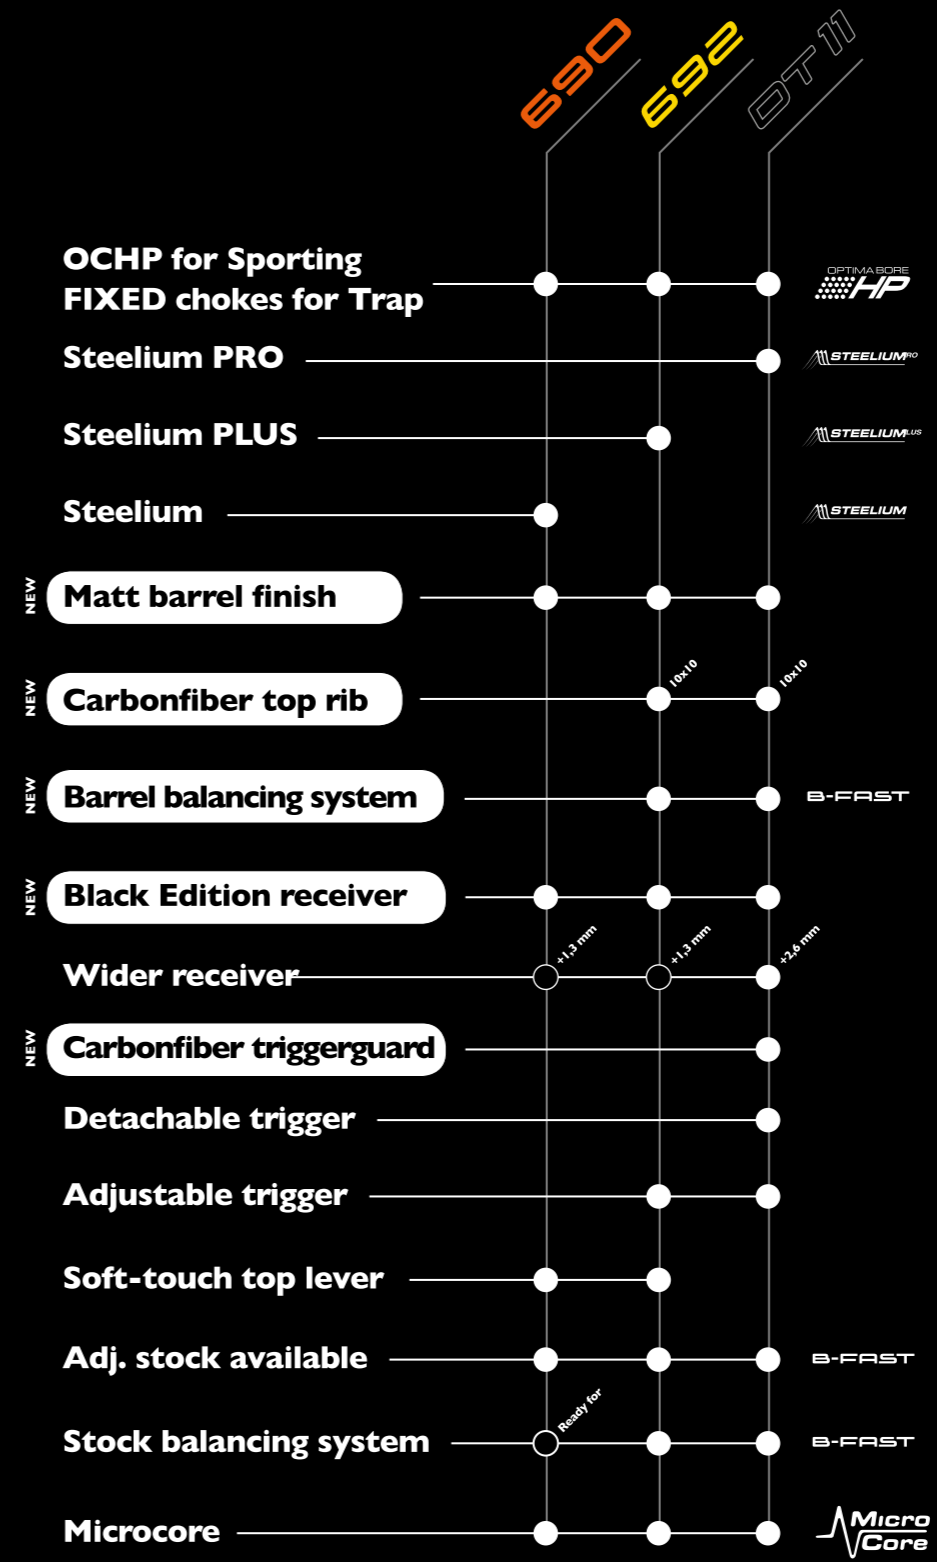 690 692 DT11
OCHP for Sporting
FIXED chokes for Trap
OPTIMA BORE
HP
Steelium PRO
STEELIUM PRO
Steelium PLUS
STEELIUM PLUS
Steelium
STEELIUM
NEW
Matt barrel finish
NEW
Carbonfiber top rib
10x10 10x10
NEW
Barrel balancing system
B-FAST
NEW
Black Edition receiver
Wider receiver
+1,3 mm +1,3 mm +2,6 mm
NEW
Carbonfiber triggerguard
Detachable trigger
Adjustable trigger
Soft-touch top lever
Adj. stock available
B-FAST
Stock balancing system
Ready for
B-FAST
Microcore
Micro
Core